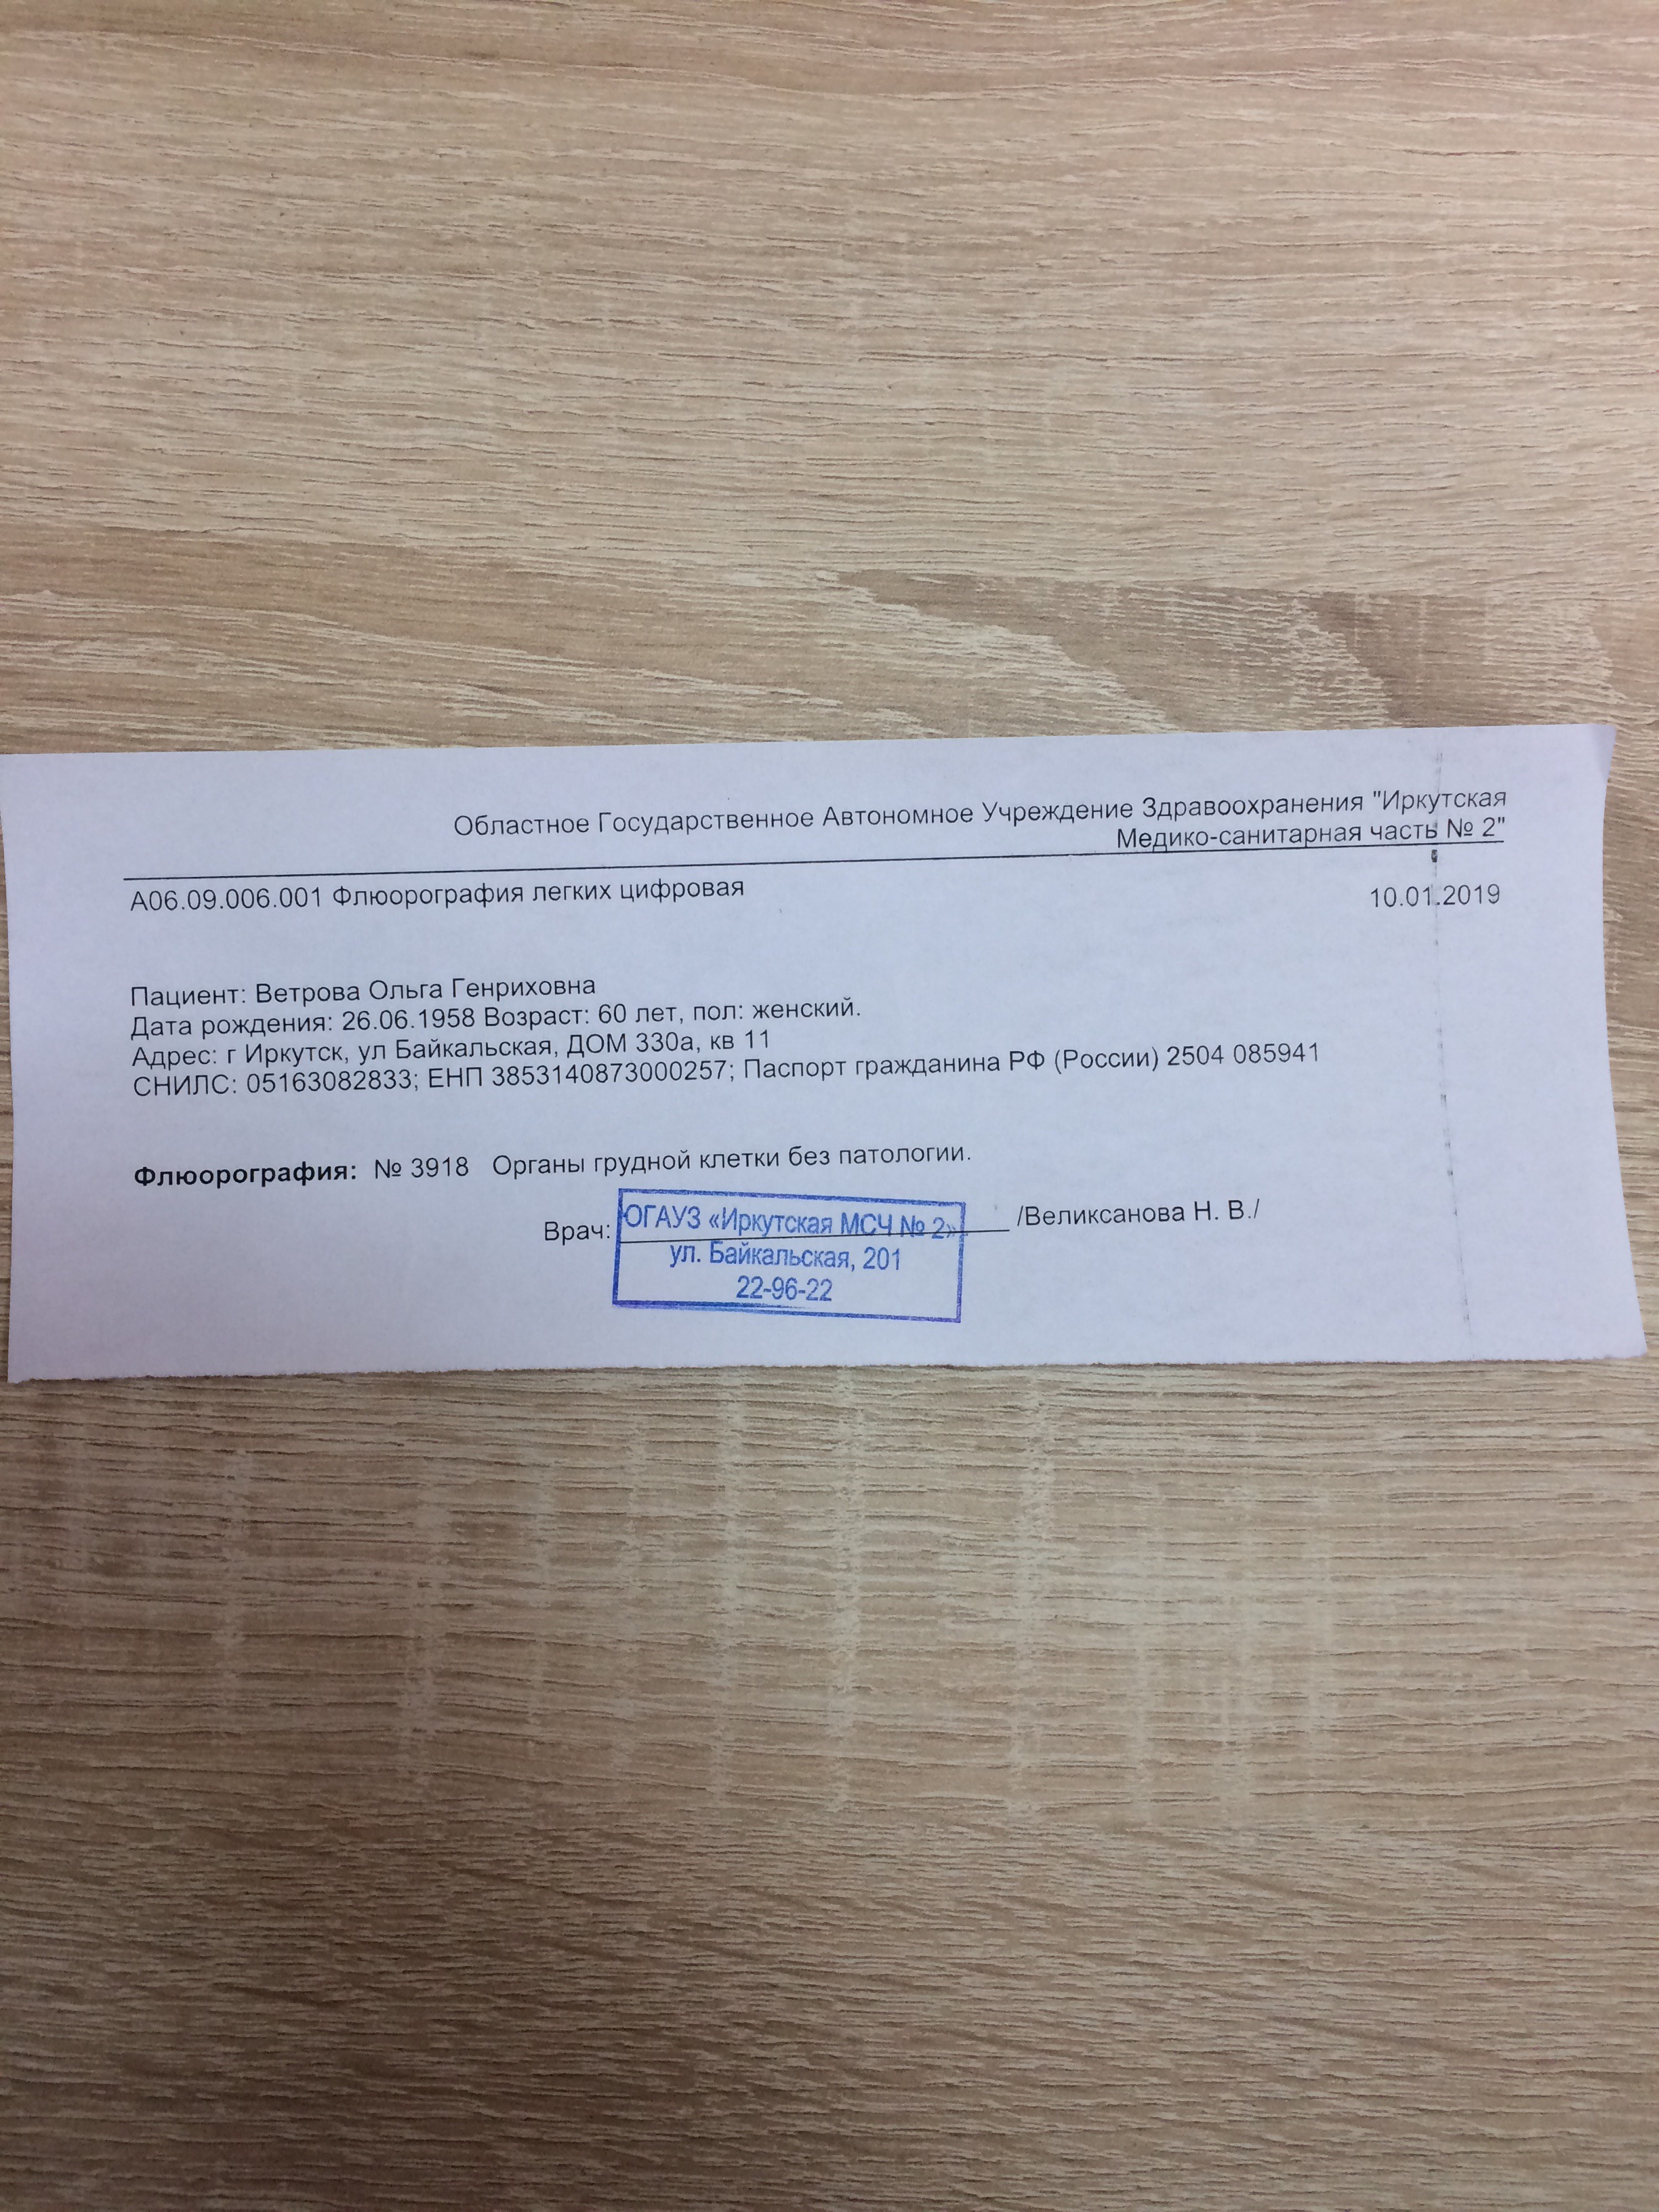 Областное Государственное Автономное Учреждение Здравоохранения "Иркутская
Медико-санитарная часть № 2"
A06.09.006.001 Флюорография легких цифровая 10.01.2019
Пациент: Ветрова Ольга Генриховна
Дата рождения: 26.06.1958 Возраст: 60 лет, пол: женский.
Адрес: г Иркутск, ул Байкальская, ДОМ 330а, кв 11
СНИЛС: 05163082833; ЕНП 3853140873000257; Паспорт гражданина РФ (России) 2504 085941
Флюорография: № 3918 Органы грудной клетки без патологии.
Врач: /Великсанова Н. В./
ОГАУЗ «Иркутская МСЧ № 2»
ул. Байкальская, 201
22-96-22